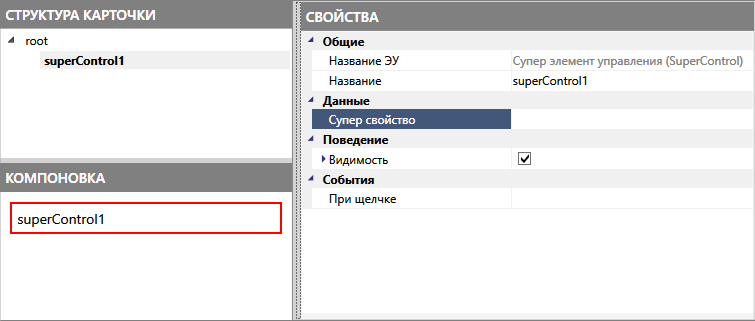 СТРУКТУРА КАРТОЧКИ
root
superControl1
КОМПОНОВКА
superControl1
СВОЙСТВА
Общие
Название ЭУ Супер элемент управления (SuperControl)
Название superControl1
Данные
Супер свойство
Поведение
Видимость
События
При щелчке